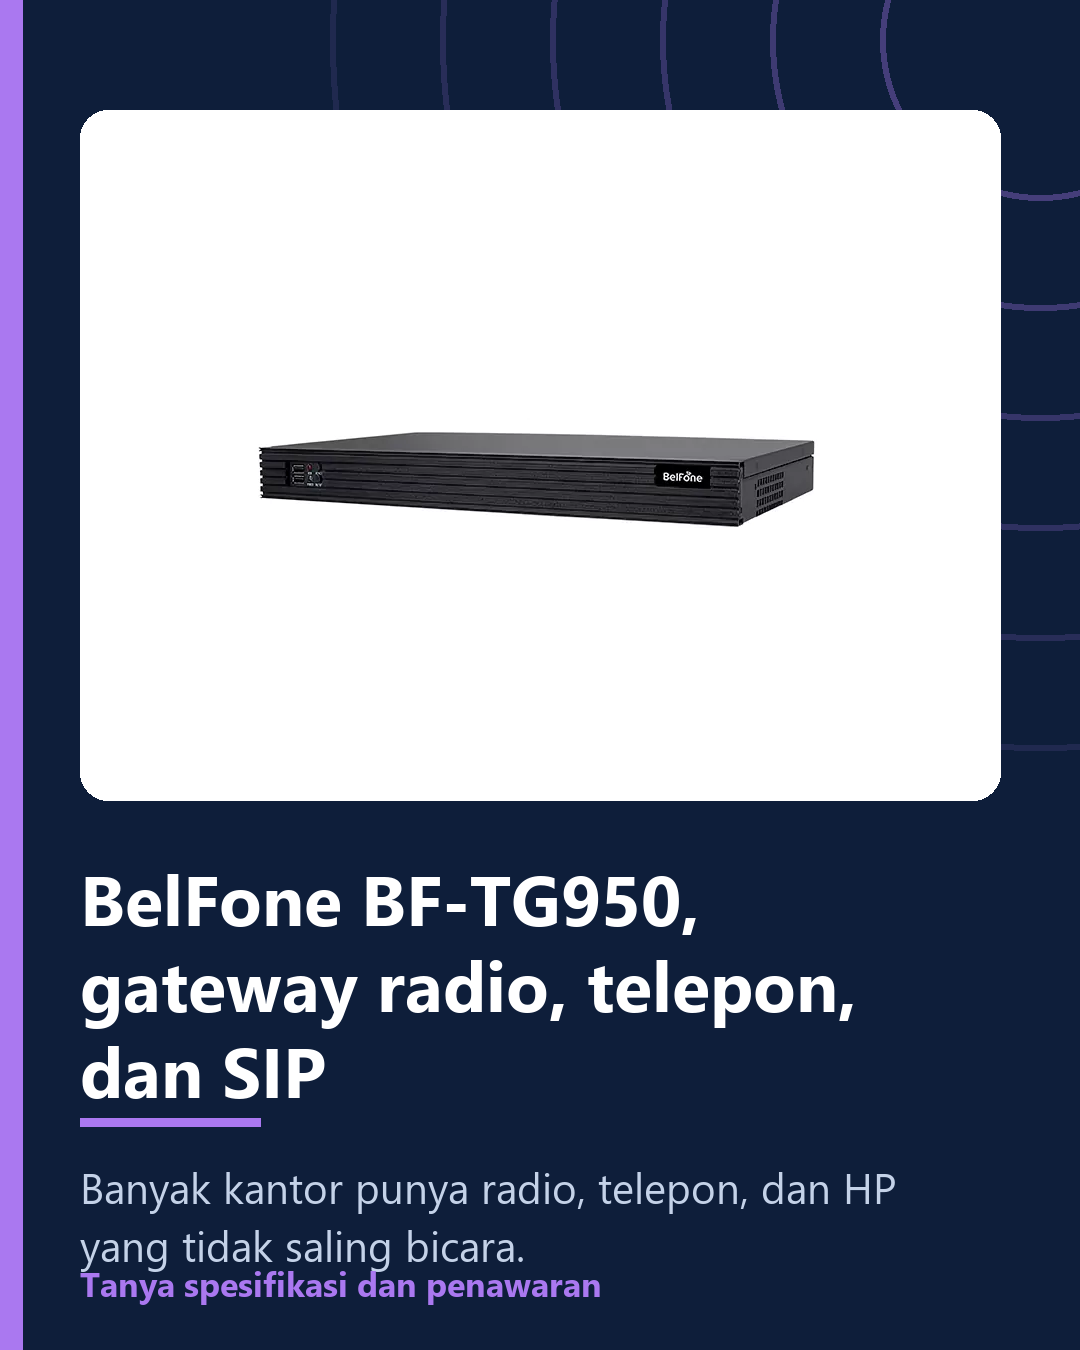 BelFone
BelFone BF-TG950,
gateway radio, telepon,
dan SIP
Banyak kantor punya radio, telepon, dan HP
yang tidak saling bicara.
Tanya spesifikasi dan penawaran